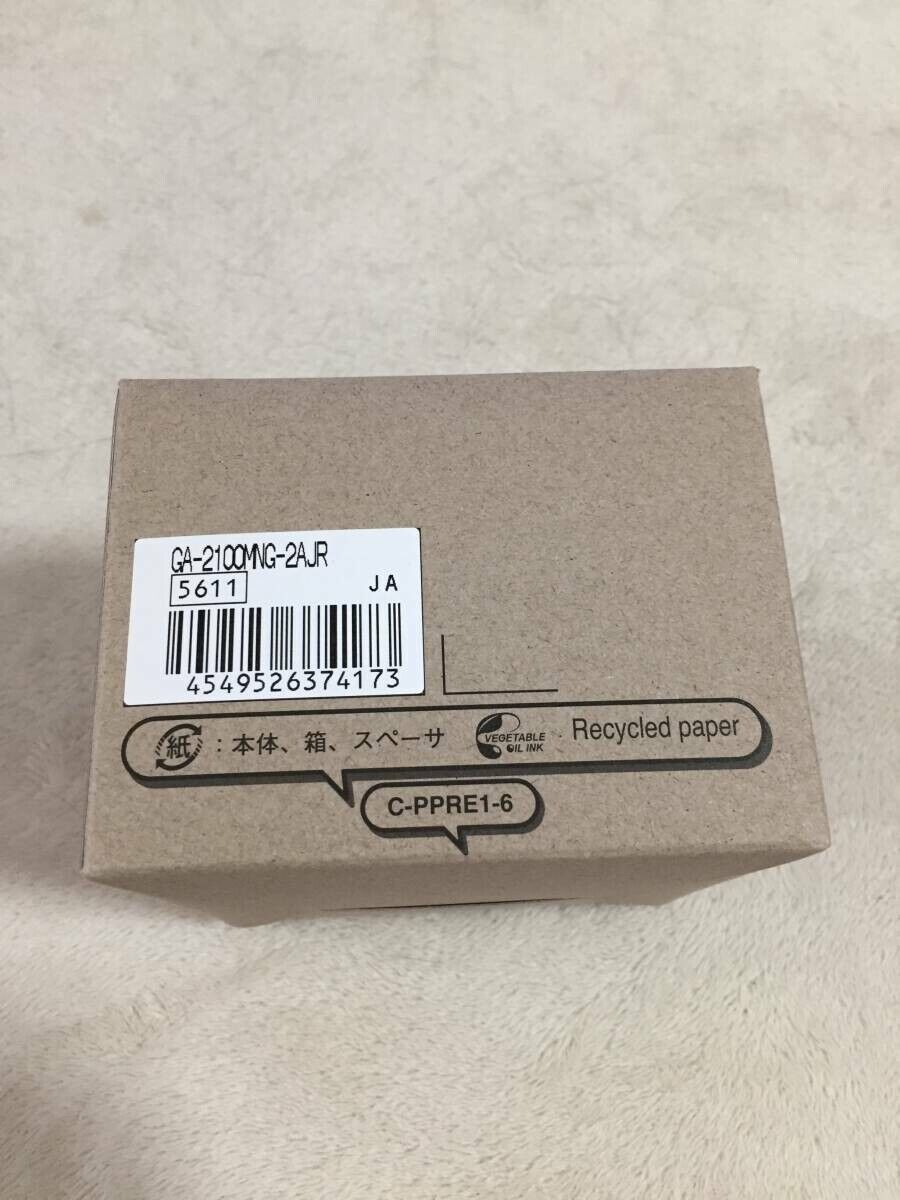 GA-2100MNG-2AJR
5611 JA
4549526374173
紙：本体、箱、スペーサ VEGETABLE OIL INK Recycled paper
C-PPRE1-6